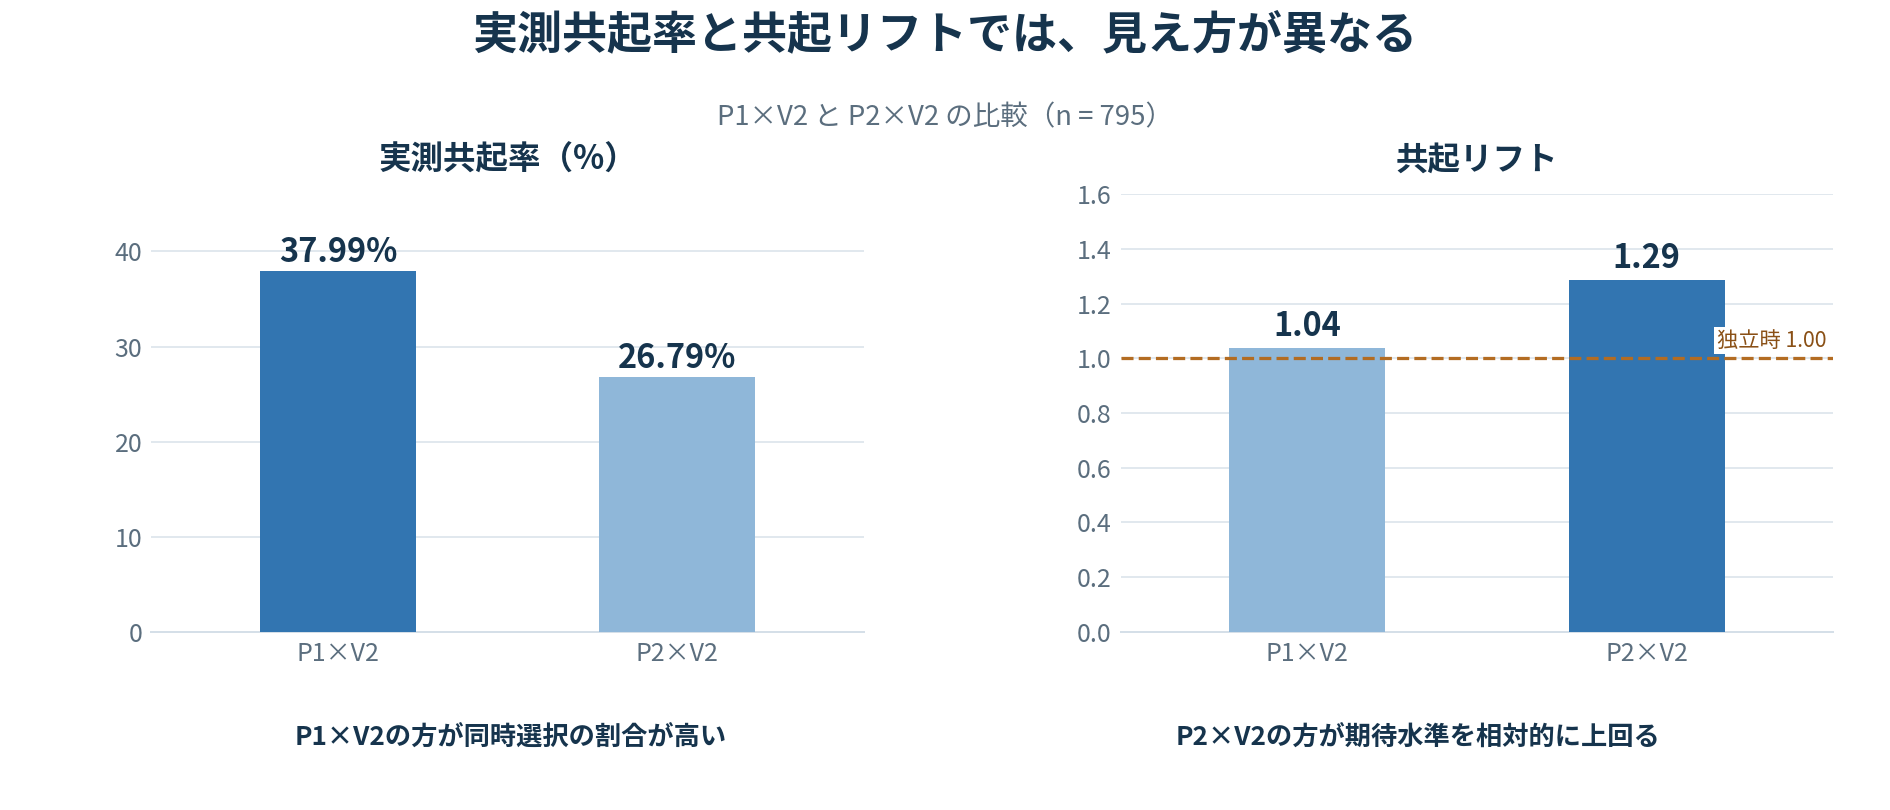 実測共起率と共起リフトでは、見え方が異なる
P1×V2 と P2×V2 の比較（n = 795）
実測共起率（%）
40
30
20
10
0
37.99%
26.79%
P1×V2
P2×V2
P1×V2の方が同時選択の割合が高い
共起リフト
1.6
1.4
1.2
1.0
0.8
0.6
0.4
0.2
0.0
1.04
1.29
独立時 1.00
P1×V2
P2×V2
P2×V2の方が期待水準を相対的に上回る